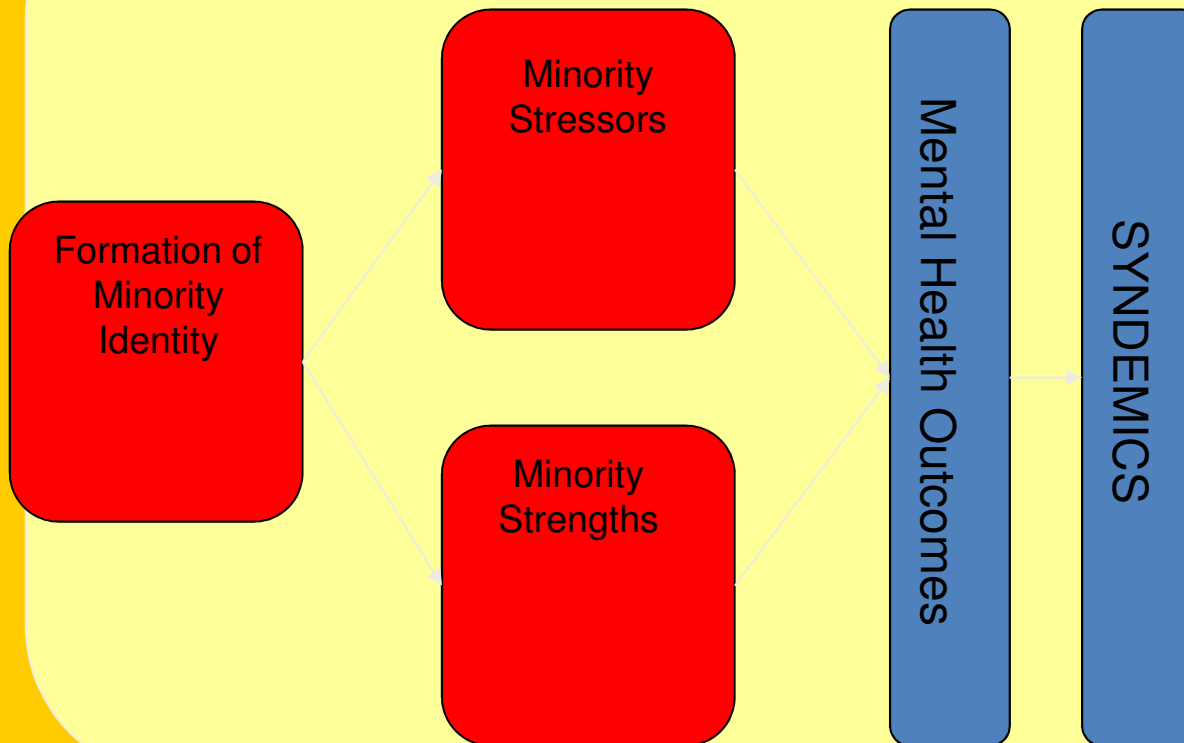 Formation of
Minority
Identity
Minority
Stressors
Minority
Strengths
Mental Health Outcomes
SYNDEMICS